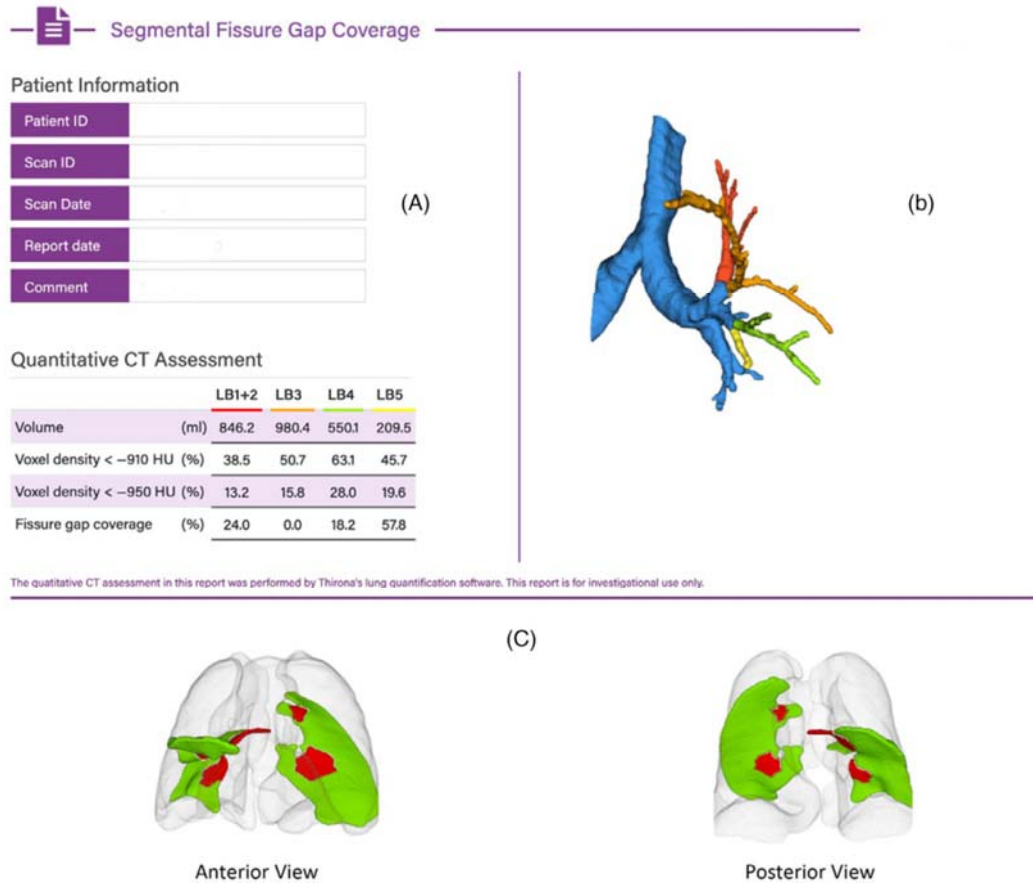 Segmental Fissure Gap Coverage
Patient Information
Patient ID
Scan ID
Scan Date
Report date
Comment
(A)
(b)
Quantitative CT Assessment
LB1+2 LB3 LB4 LB5
Volume (ml) 846.2 980.4 550.1 209.5
Voxel density < −910 HU (%) 38.5 50.7 63.1 45.7
Voxel density < −950 HU (%) 13.2 15.8 28.0 19.6
Fissure gap coverage (%) 24.0 0.0 18.2 57.8
The quatitative CT assessment in this report was performed by Thirona's lung quantification software. This report is for investigational use only.
(C)
Anterior View
Posterior View